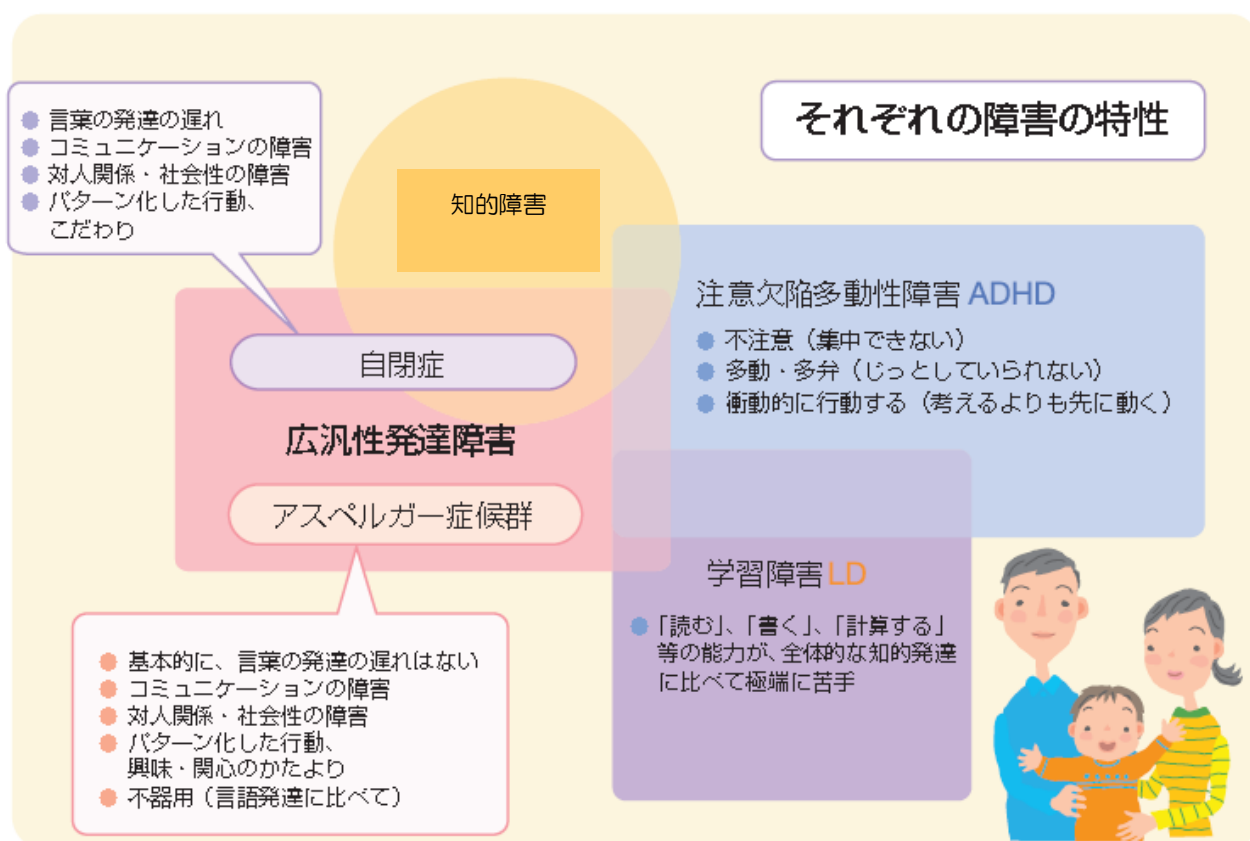 それぞれの障害の特性
● 言葉の発達の遅れ
● コミュニケーションの障害
● 対人関係・社会性の障害
● パターン化した行動、
こだわり
知的障害
注意欠陥多動性障害 ADHD
● 不注意（集中できない）
● 多動・多弁（じっとしていられない）
● 衝動的に行動する（考えるよりも先に動く）
自閉症
広汎性発達障害
アスペルガー症候群
学習障害 LD
● 「読む」、「書く」、「計算する」
等の能力が、全体的な知的発達
に比べて極端に苦手
● 基本的に、言葉の発達の遅れはない
● コミュニケーションの障害
● 対人関係・社会性の障害
● パターン化した行動、
興味・関心のかたより
● 不器用（言語発達に比べて）